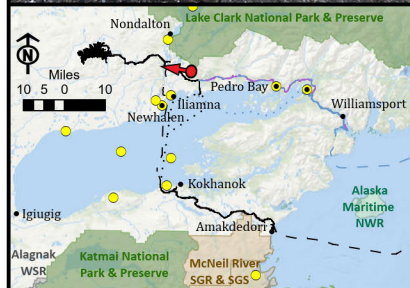 Nondalton
Lake Clark National Park & Preserve
N
Miles
10 5 0 10
Iliamna
Newhalen
Pedro Bay
Williamsport
Kokhanok
Igiugig
Amakdedori
Alaska
Maritime
NWR
Alagnak
WSR
Katmai National
Park & Preserve
McNeil River
SGR & SGS